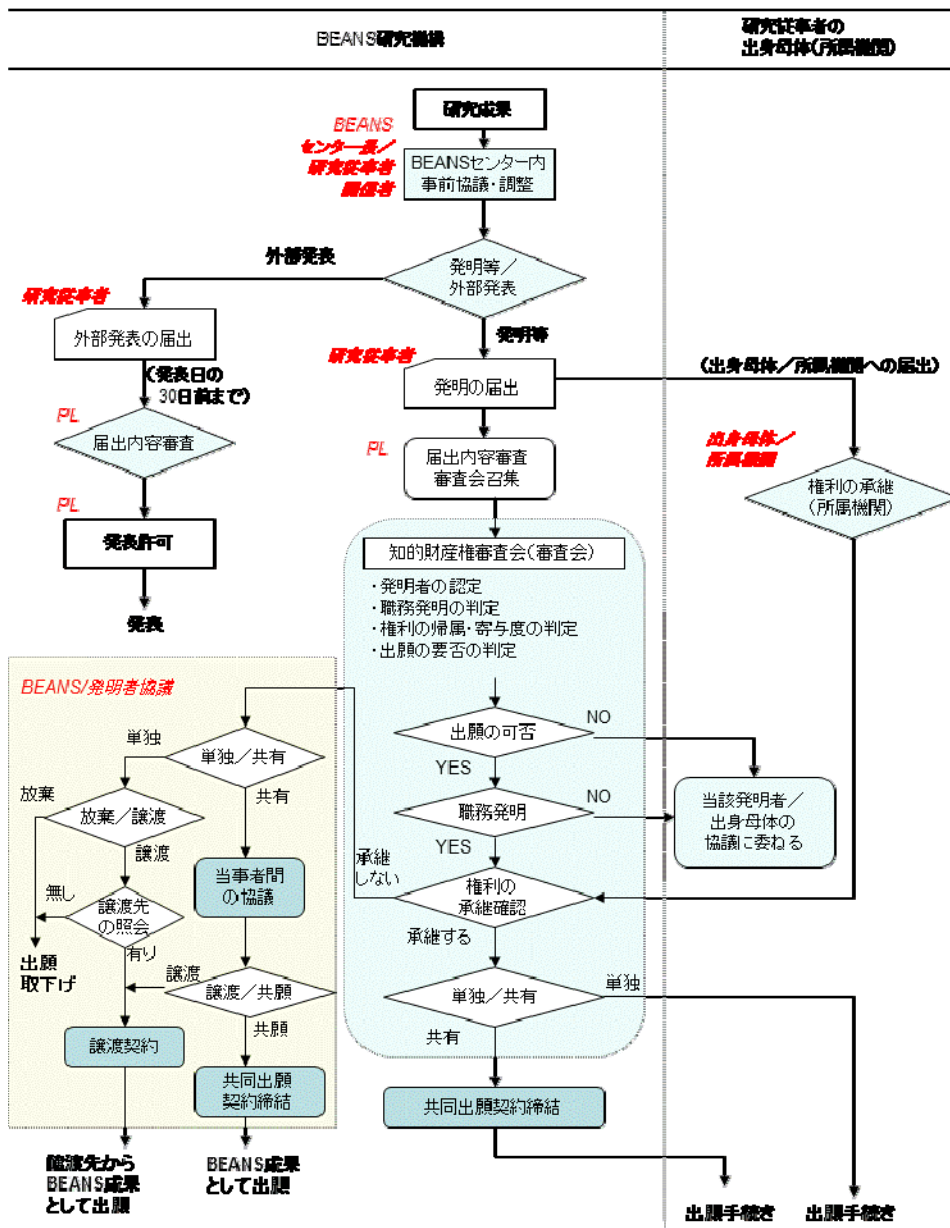 BEANS研究機構
研究従事者の
出身母体(所属機関)
研究成果
BEANS
センター長／
研究従事者
関係者
BEANSセンター内
事前協議・調整
外部発表
発明等／
外部発表
研究従事者
外部発表の届出
発明等
研究従事者
発明の届出
(出身母体／所属機関への届出)
(発表日の
30日前まで)
PL
届出内容審査
PL
届出内容審査
審査会召集
出身母体／
所属機関
権利の承継
(所属機関)
PL
発表許可
発表
知的財産権審査会(審査会)
・発明者の認定
・職務発明の判定
・権利の帰属・寄与度の判定
・出願の要否の判定
BEANS/発明者協議
出願の可否
NO
YES
単独
単独／共有
共有
放棄
放棄／譲渡
譲渡
職務発明
NO
YES
当該発明者／
出身母体の
協議に委ねる
承継
しない
当事者間
の協議
権利の
承継確認
承継する
無し
譲渡先
の照会
有り
出願
取下げ
譲渡
譲渡／共願
共願
単独／共有
単独
共有
譲渡契約
共同出願
契約締結
共同出願契約締結
譲渡先から
BEANS成果
として出願
BEANS成果
として出願
出願手続き
出願手続き